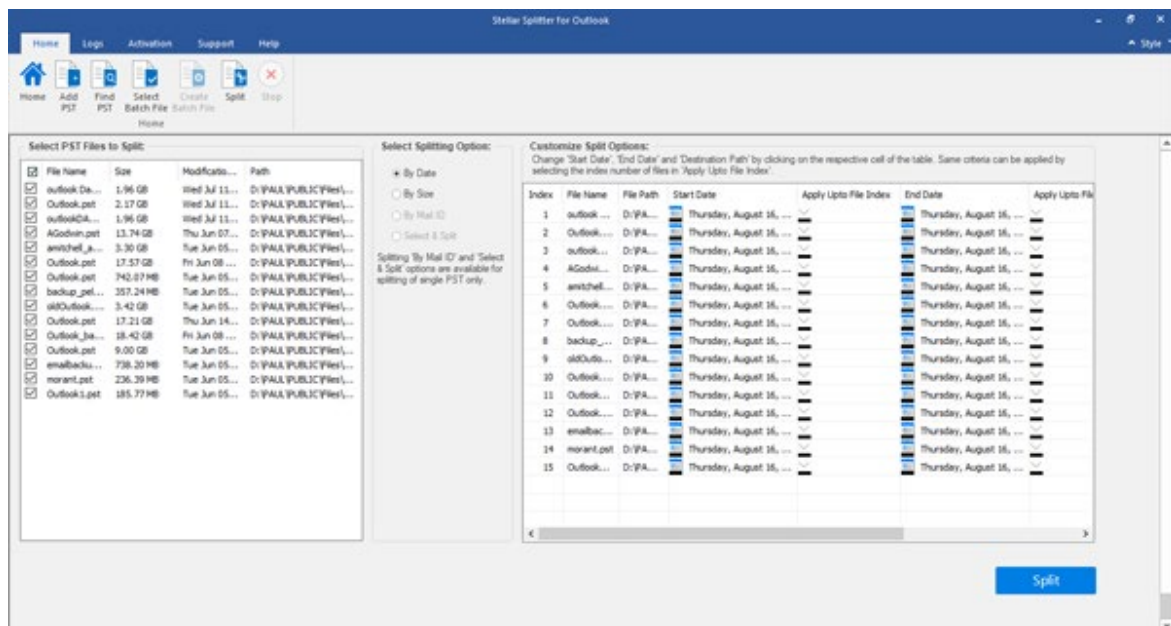 Stellar Splitter for Outlook
Home Logs Activation Support Help
Style
Home Add PST Find PST Select Batch File Create Batch File Split Stop
Home
Select PST Files to Split:
File Name Size Modificatio... Path
outlook Da... 1.96 GB Wed Jul 11... D:\PAUL\PUBLIC\Files\...
Outlook.pst 2.17 GB Wed Jul 11... D:\PAUL\PUBLIC\Files\...
outlookDA... 1.96 GB Wed Jul 11... D:\PAUL\PUBLIC\Files\...
AGodwin.pst 13.74 GB Thu Jun 07... D:\PAUL\PUBLIC\Files\...
amitchell_a... 3.30 GB Tue Jun 05... D:\PAUL\PUBLIC\Files\...
Outlook.pst 17.57 GB Fri Jun 08 ... D:\PAUL\PUBLIC\Files\...
Outlook.pst 742.07 MB Tue Jun 05... D:\PAUL\PUBLIC\Files\...
backup_pel... 357.24 MB Tue Jun 05... D:\PAUL\PUBLIC\Files\...
oldOutlook.... 3.42 GB Tue Jun 05... D:\PAUL\PUBLIC\Files\...
Outlook.pst 17.21 GB Thu Jun 14... D:\PAUL\PUBLIC\Files\...
Outlook_ba... 18.42 GB Fri Jun 08 ... D:\PAUL\PUBLIC\Files\...
Outlook.pst 9.00 GB Tue Jun 05... D:\PAUL\PUBLIC\Files\...
emailbacku... 738.20 MB Tue Jun 05... D:\PAUL\PUBLIC\Files\...
morant.pst 236.39 MB Tue Jun 05... D:\PAUL\PUBLIC\Files\...
Outlook1.pst 185.77 MB Tue Jun 05... D:\PAUL\PUBLIC\Files\...
Select Splitting Option:
By Date
By Size
By Mail ID
Select & Split
Splitting 'By Mail ID' and 'Select
& Split' options are available for
splitting of single PST only.
Customize Split Options:
Change 'Start Date', 'End Date' and 'Destination Path' by clicking on the respective cell of the table. Same criteria can be applied by
selecting the index number of files in 'Apply Upto File Index'.
Index File Name File Path Start Date Apply Upto File Index End Date Apply Upto File
1 outlook ... D:\PA... Thursday, August 16, ... Thursday, August 16, ...
2 Outlook.... D:\PA... Thursday, August 16, ... Thursday, August 16, ...
3 outlook... D:\PA... Thursday, August 16, ... Thursday, August 16, ...
4 AGodwi... D:\PA... Thursday, August 16, ... Thursday, August 16, ...
5 amitchell... D:\PA... Thursday, August 16, ... Thursday, August 16, ...
6 Outlook.... D:\PA... Thursday, August 16, ... Thursday, August 16, ...
7 Outlook.... D:\PA... Thursday, August 16, ... Thursday, August 16, ...
8 backup_... D:\PA... Thursday, August 16, ... Thursday, August 16, ...
9 oldOutlo... D:\PA... Thursday, August 16, ... Thursday, August 16, ...
10 Outlook.... D:\PA... Thursday, August 16, ... Thursday, August 16, ...
11 Outlook... D:\PA... Thursday, August 16, ... Thursday, August 16, ...
12 Outlook.... D:\PA... Thursday, August 16, ... Thursday, August 16, ...
13 emailbac... D:\PA... Thursday, August 16, ... Thursday, August 16, ...
14 morant.pst D:\PA... Thursday, August 16, ... Thursday, August 16, ...
15 Outlook... D:\PA... Thursday, August 16, ... Thursday, August 16, ...
Split